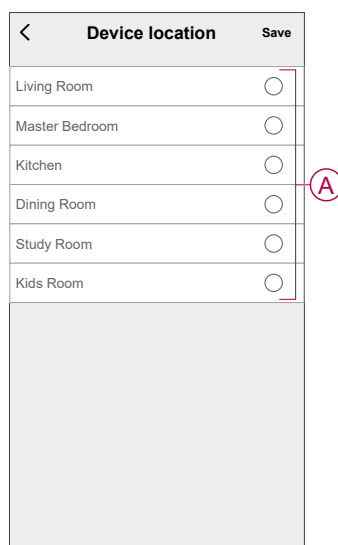 Device location Save
Living Room
Master Bedroom
Kitchen
A
Dining Room
Study Room
Kids Room